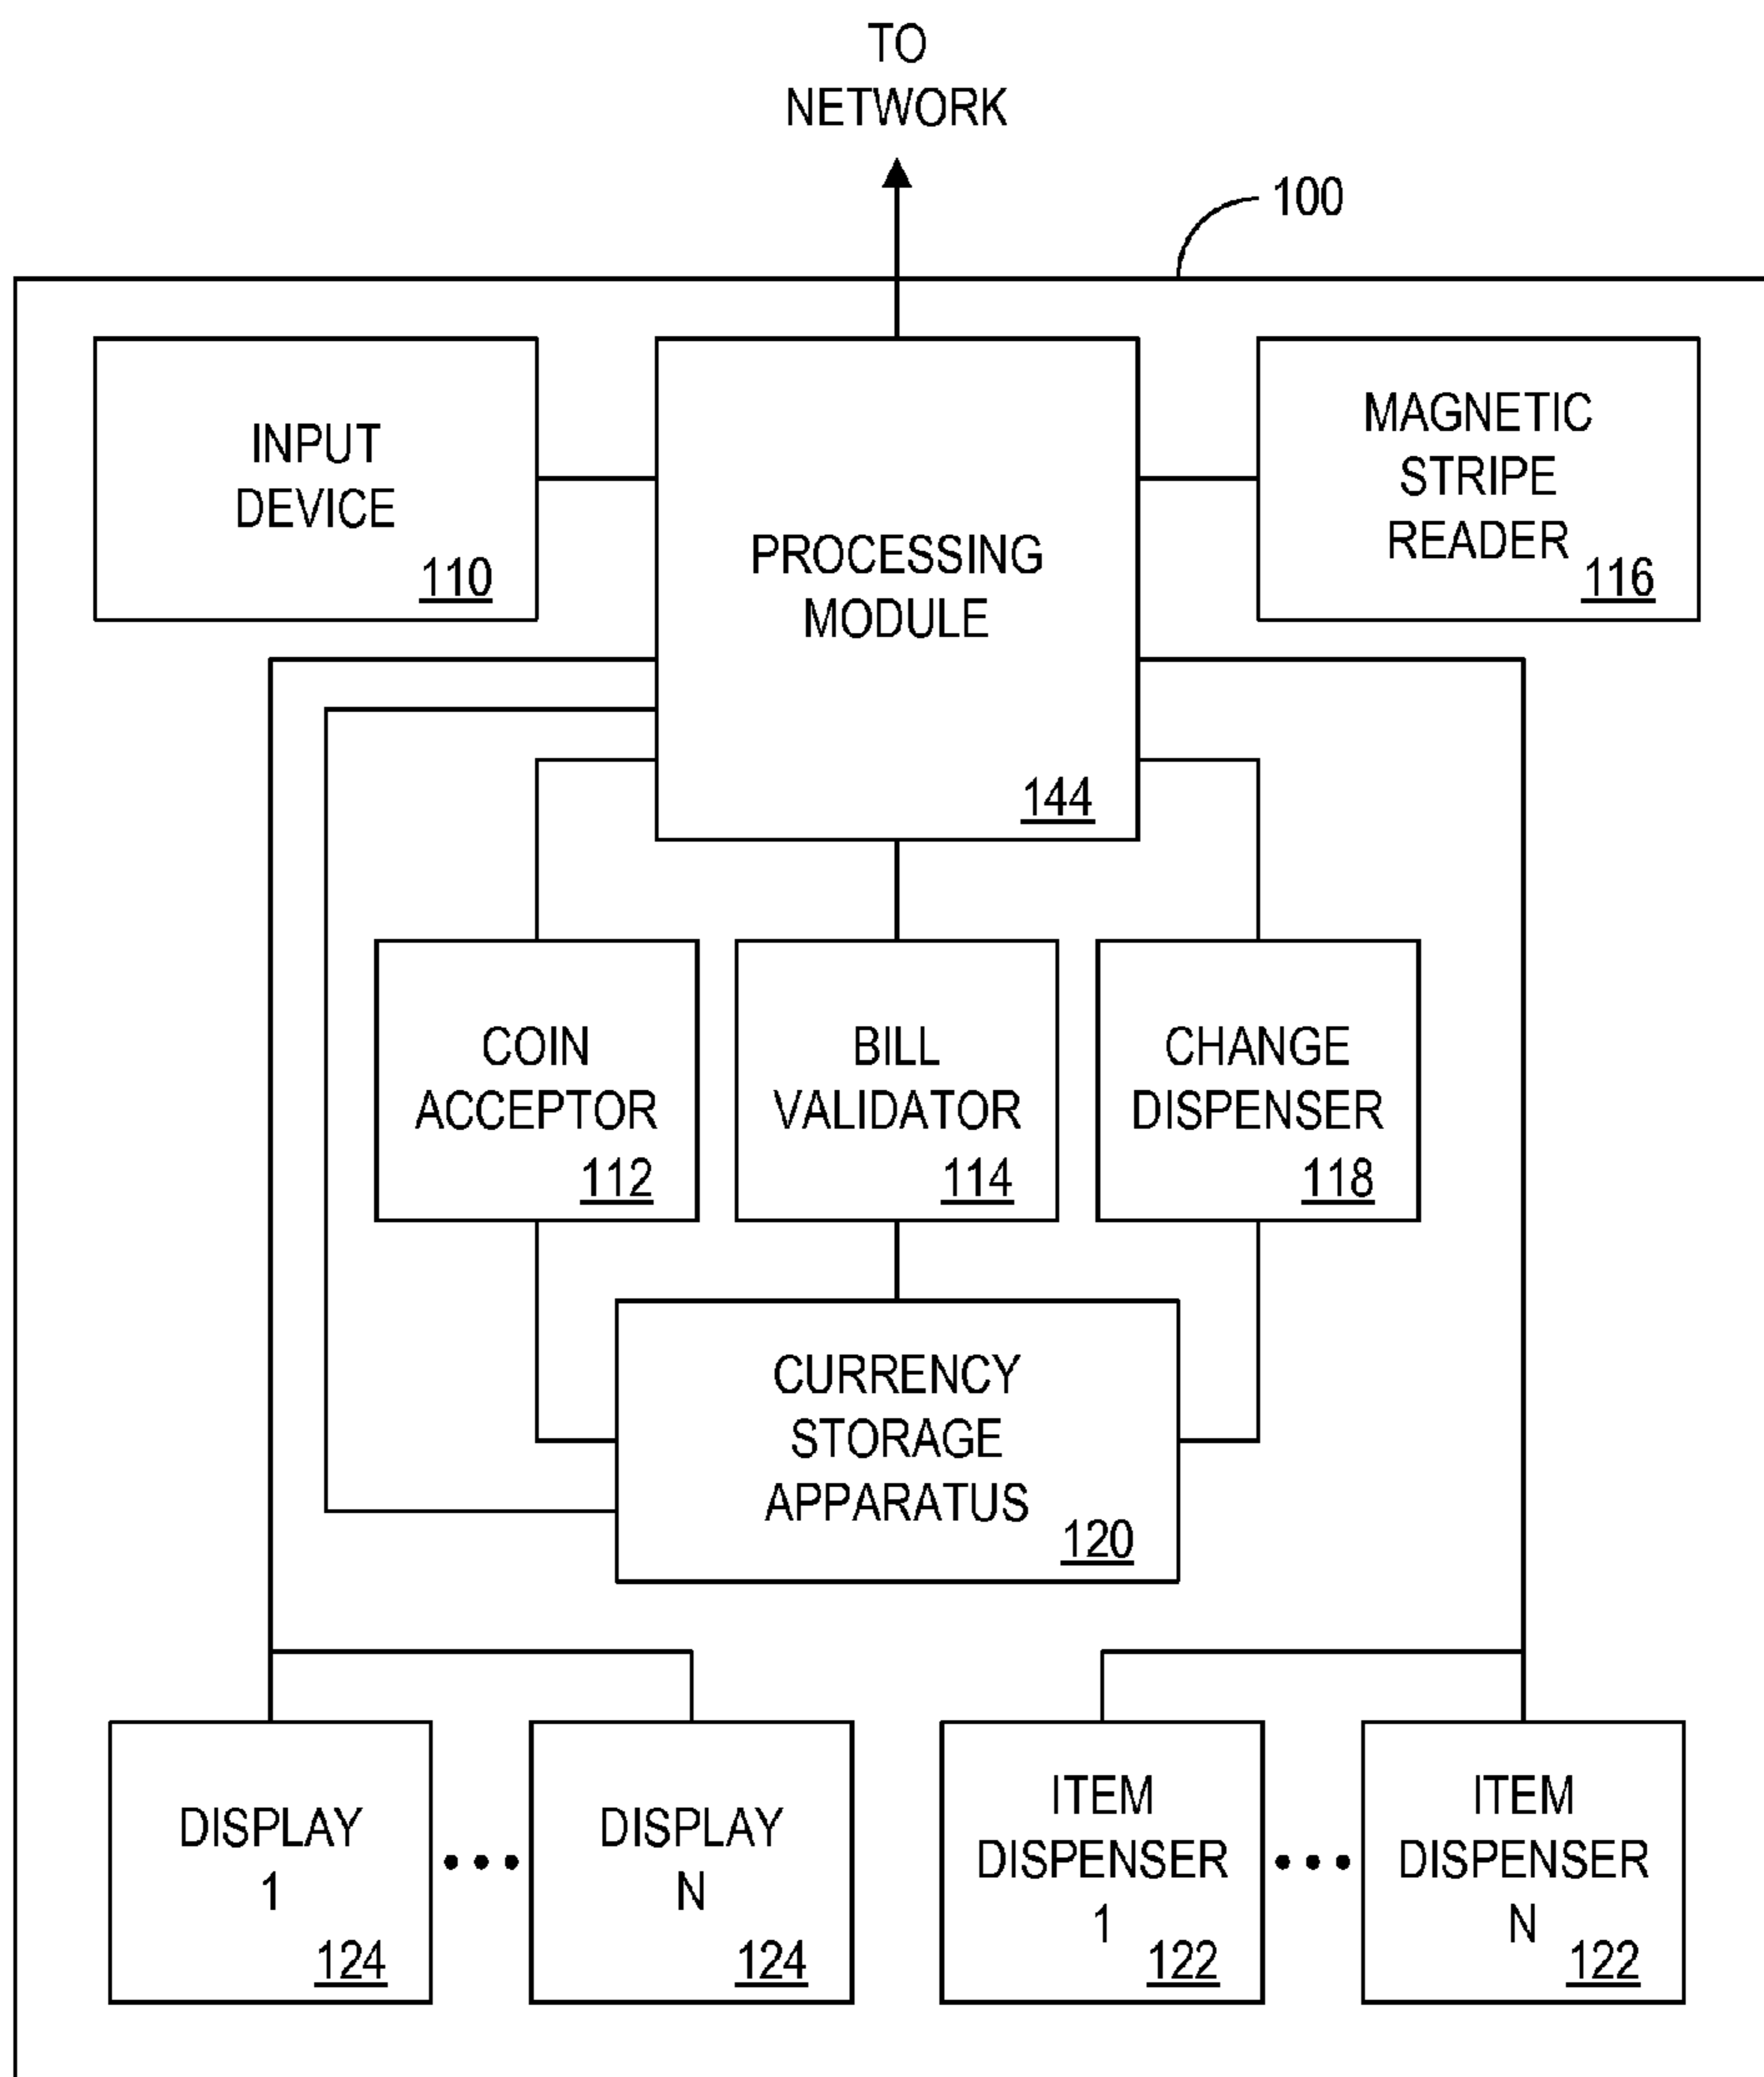 TO
NETWORK
100
INPUT
DEVICE
110
PROCESSING
MODULE
144
MAGNETIC
STRIPE
READER
116
COIN
ACCEPTOR
112
BILL
VALIDATOR
114
CHANGE
DISPENSER
118
CURRENCY
STORAGE
APPARATUS
120
DISPLAY
1
124
DISPLAY
N
124
ITEM
DISPENSER
1
122
ITEM
DISPENSER
N
122